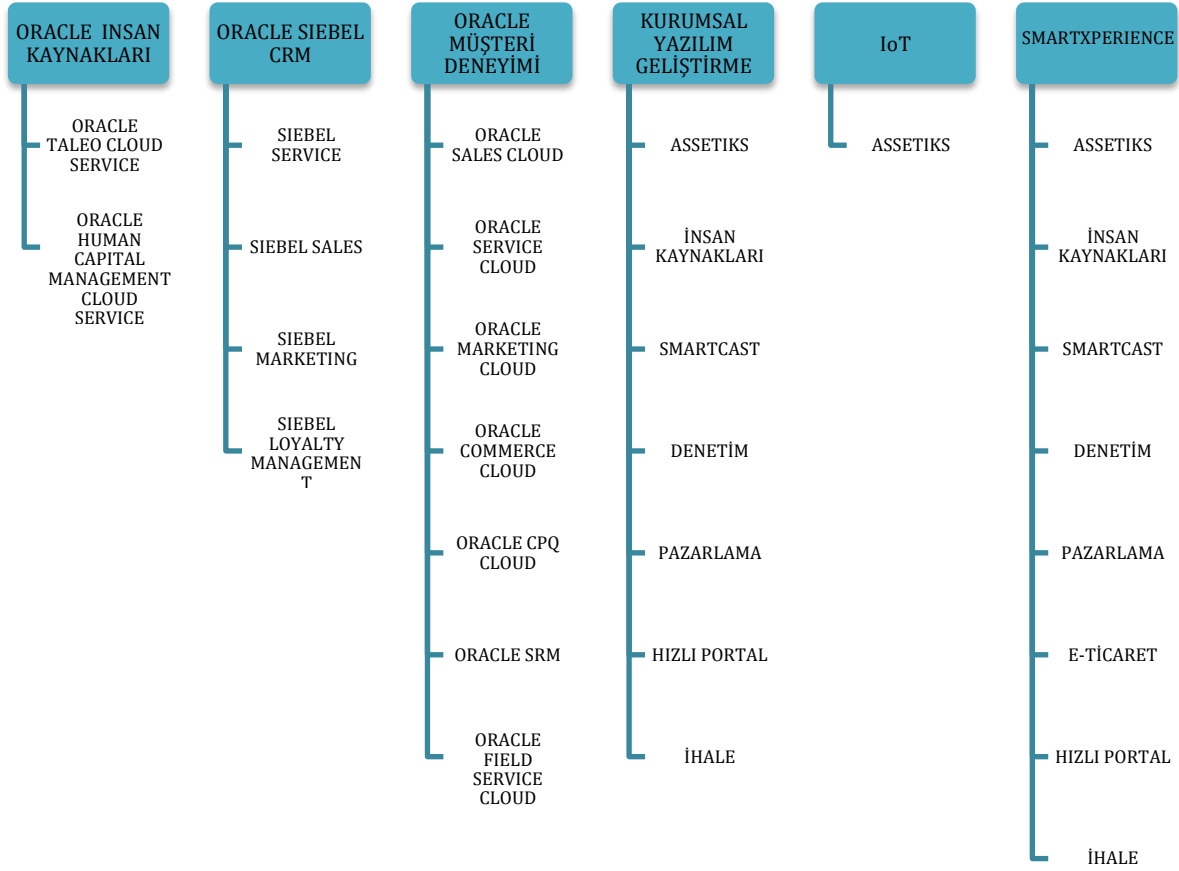 ORACLE INSAN
KAYNAKLARI
ORACLE
TALEO CLOUD
SERVICE
ORACLE
HUMAN
CAPITAL
MANAGEMENT
CLOUD
SERVICE
ORACLE SIEBEL
CRM
SIEBEL
SERVICE
SIEBEL SALES
SIEBEL
MARKETING
SIEBEL
LOYALTY
MANAGEMEN
T
ORACLE
MÜŞTERİ
DENEYİMİ
ORACLE
SALES CLOUD
ORACLE
SERVICE
CLOUD
ORACLE
MARKETING
CLOUD
ORACLE
COMMERCE
CLOUD
ORACLE CPQ
CLOUD
ORACLE SRM
ORACLE
FIELD
SERVICE
CLOUD
KURUMSAL
YAZILIM
GELİŞTİRME
ASSETIKS
İNSAN
KAYNAKLARI
SMARTCAST
DENETİM
PAZARLAMA
HIZLI PORTAL
İHALE
IoT
ASSETIKS
SMARTXPERIENCE
ASSETIKS
İNSAN
KAYNAKLARI
SMARTCAST
DENETİM
PAZARLAMA
E-TİCARET
HIZLI PORTAL
İHALE